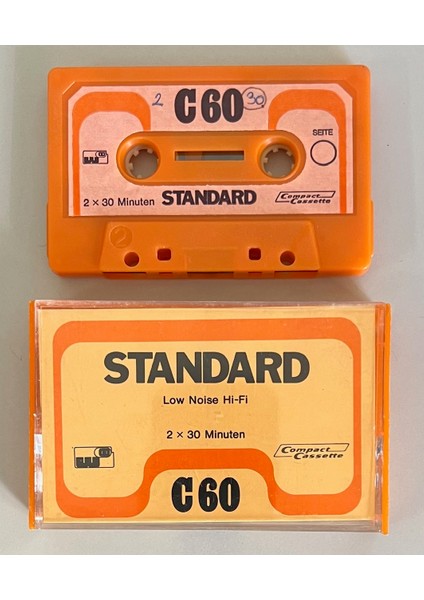 2 C60 30
SEITE
2 × 30 Minuten STANDARD Compact Cassette
2
STANDARD
Low Noise Hi-Fi
2 × 30 Minuten
Compact Cassette
C60